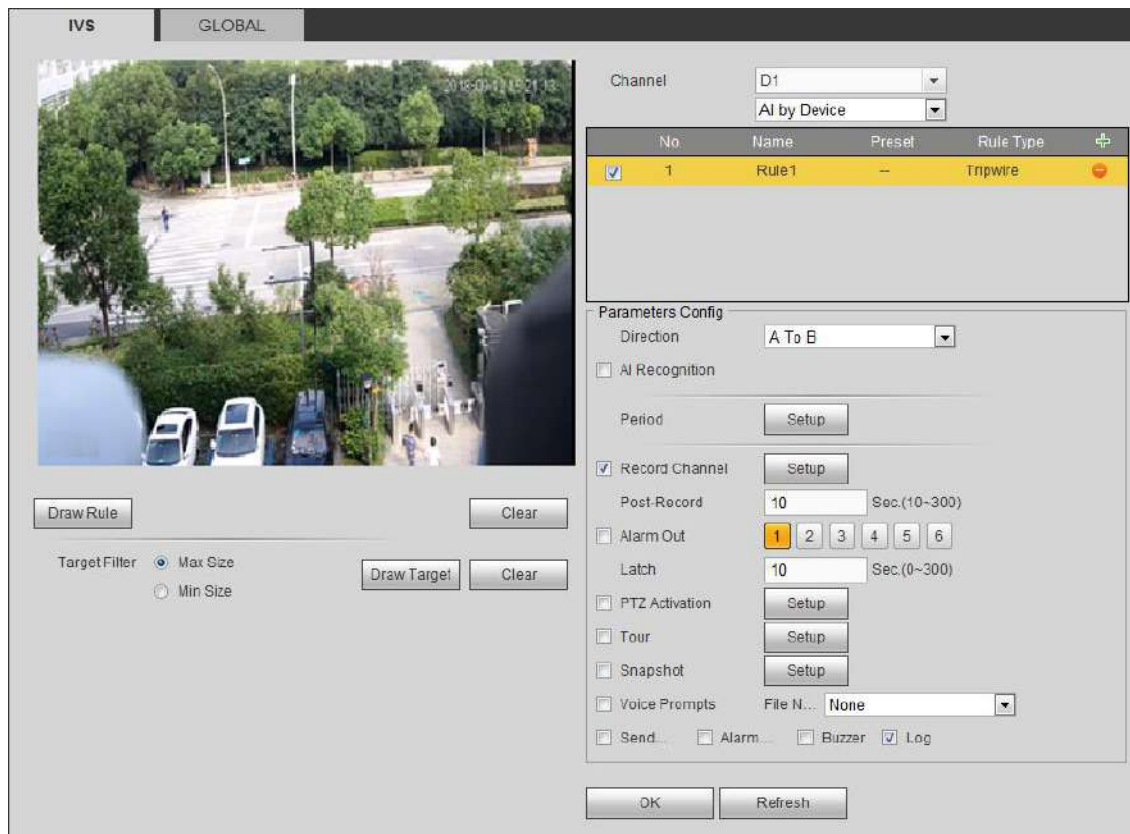 IVS GLOBAL
Channel D1
AI by Device
No Name Preset Rule Type
1 Rule1 -- Tripwire
Parameters Config
Direction A To B
AI Recognition
Period Setup
Record Channel Setup
Post-Record 10 Sec.(10~300)
Alarm Out 1 2 3 4 5 6
Latch 10 Sec.(0~300)
PTZ Activation Setup
Tour Setup
Snapshot Setup
Voice Prompts File N... None
Send... Alarm... Buzzer Log
OK Refresh
Draw Rule Clear
Target Filter Max Size Draw Target Clear
Min Size